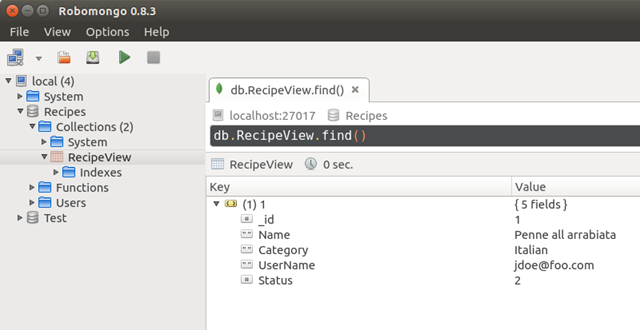 Robomongo 0.8.3
File View Options Help
local (4)
System
Recipes
Collections (2)
System
RecipeView
Indexes
Functions
Users
Test
db.RecipeView.find()
localhost:27017 Recipes
db.RecipeView.find()
RecipeView 0 sec.
Key Value
(1) 1 { 5 fields }
_id 1
Name Penne all arrabiata
Category Italian
UserName jdoe@foo.com
Status 2